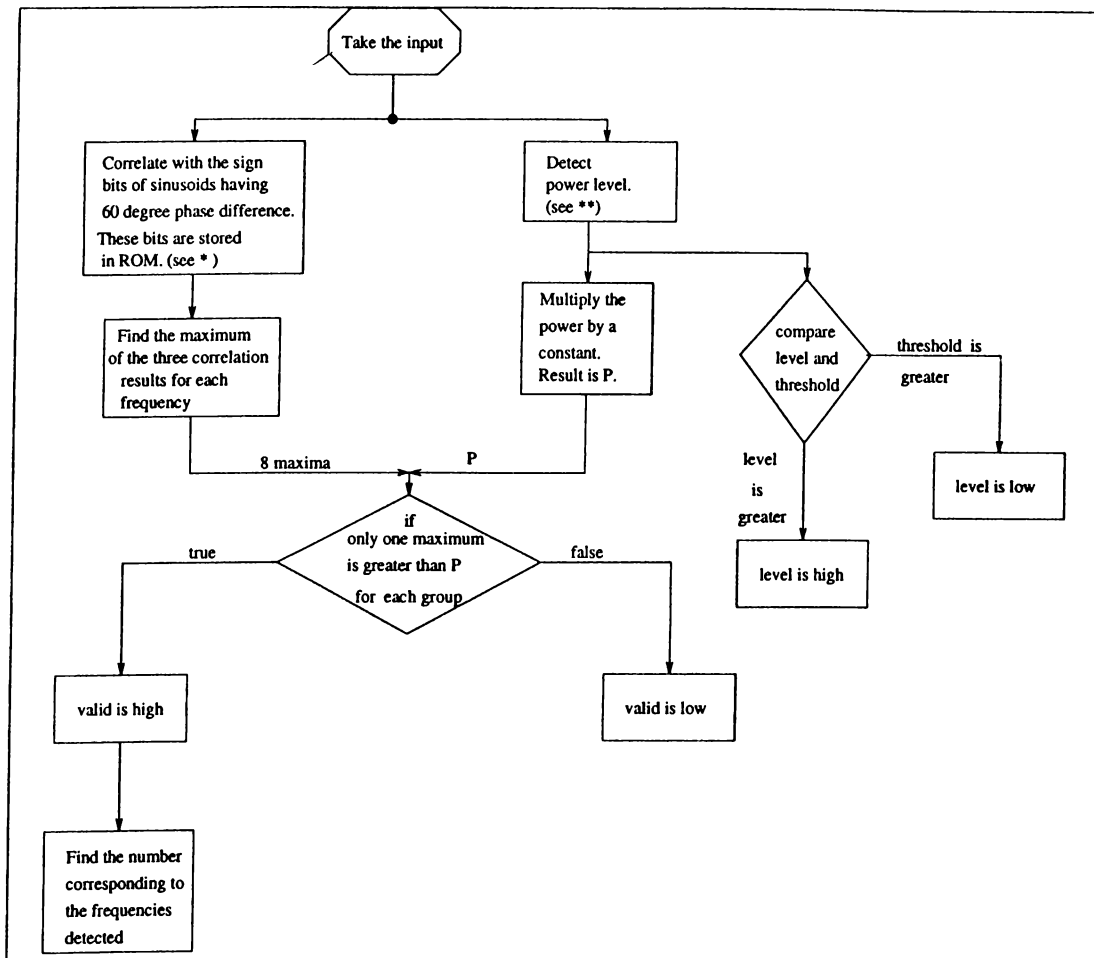 Take the input
Correlate with the sign
bits of sinusoids having
60 degree phase difference.
These bits are stored
in ROM. (see * )
Detect
power level.
(see **)
Find the maximum
of the three correlation
results for each
frequency
Multiply the
power by a
constant.
Result is P.
compare
level and
threshold
threshold is
greater
level is low
level
is
greater
level is high
8 maxima
P
if
only one maximum
is greater than P
for each group
true
false
valid is high
valid is low
Find the number
corresponding to
the frequencies
detected